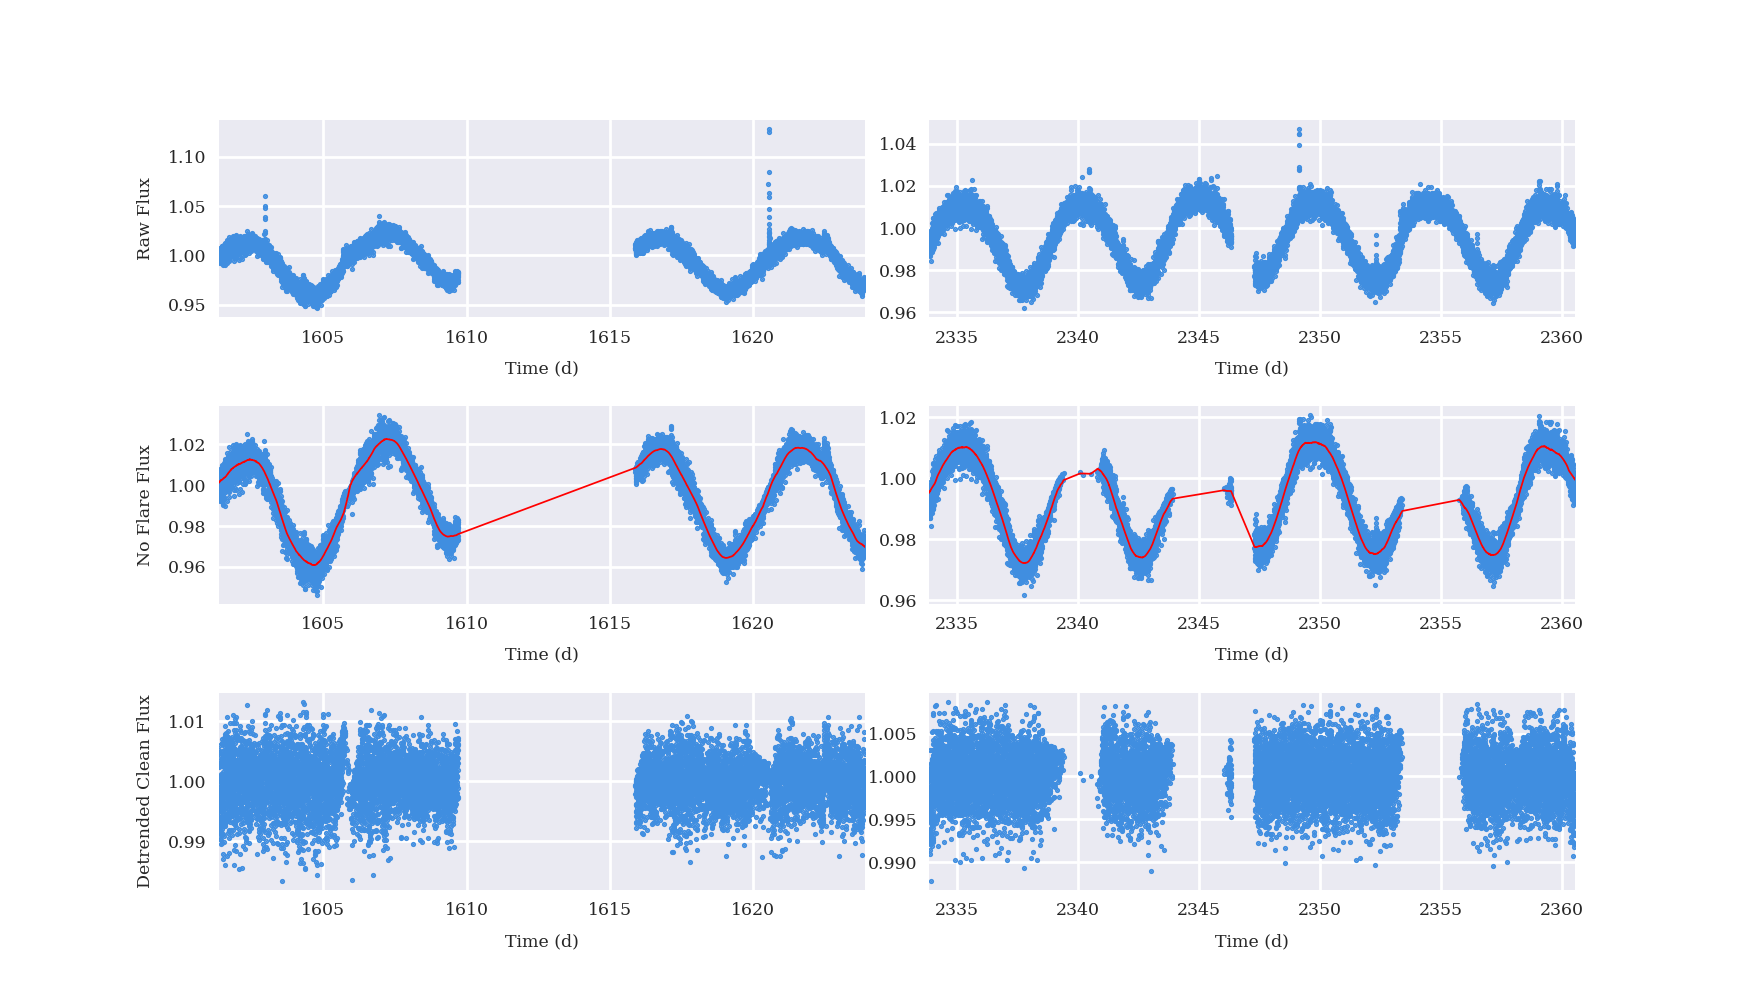 Raw Flux
1.10
1.05
1.00
0.95
1605 1610 1615 1620
Time (d)
1.04
1.02
1.00
0.98
0.96
2335 2340 2345 2350 2355 2360
Time (d)
No Flare Flux
1.02
1.00
0.98
0.96
1605 1610 1615 1620
Time (d)
1.02
1.00
0.98
0.96
2335 2340 2345 2350 2355 2360
Time (d)
Detrended Clean Flux
1.01
1.00
0.99
1605 1610 1615 1620
Time (d)
1.005
1.000
0.995
0.990
2335 2340 2345 2350 2355 2360
Time (d)